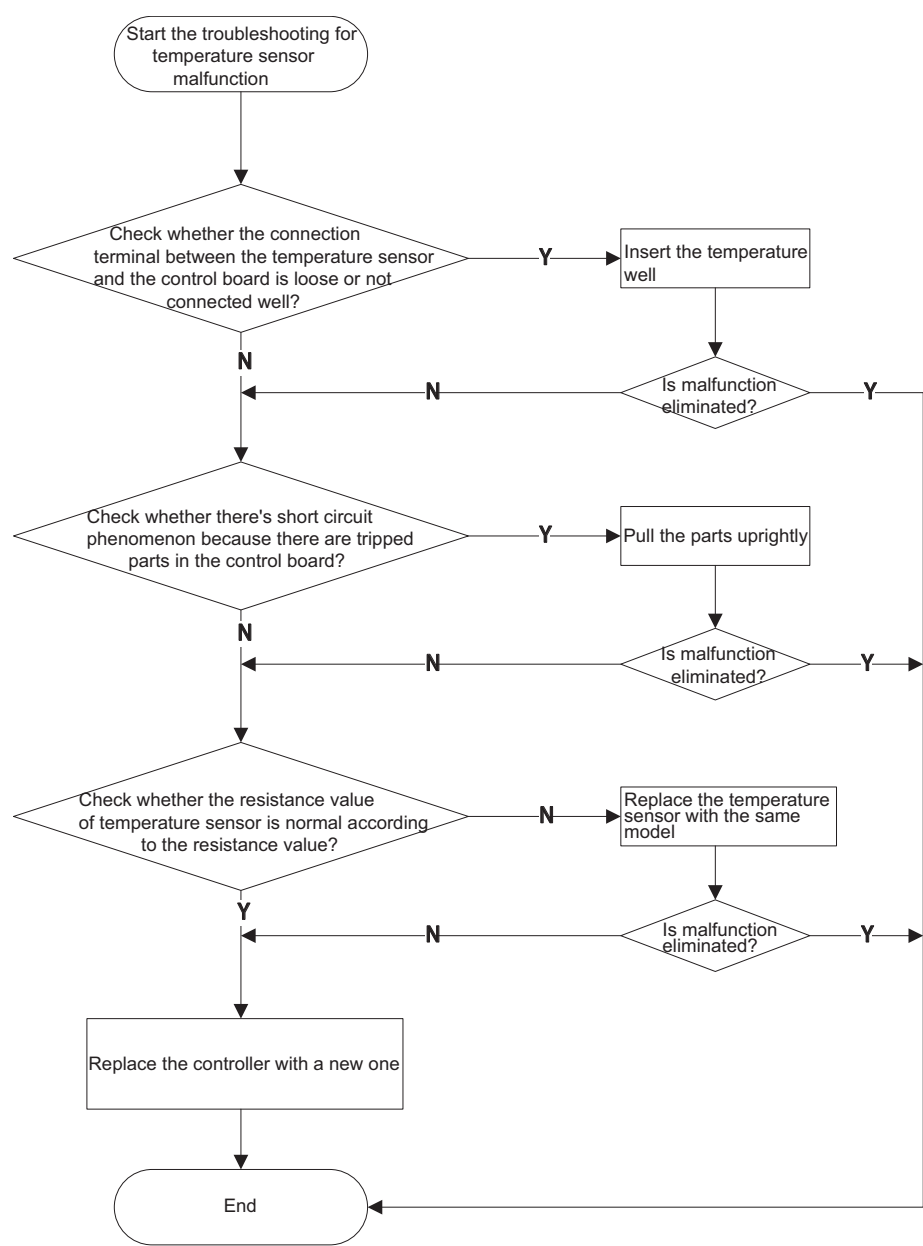 Start the troubleshooting for
temperature sensor
malfunction
Check whether the connection
terminal between the temperature sensor
and the control board is loose or not
connected well?
Y
Insert the temperature
well
N
Is malfunction
eliminated?
N
Y
Check whether there's short circuit
phenomenon because there are tripped
parts in the control board?
Y
Pull the parts uprightly
N
Is malfunction
eliminated?
N
Y
Check whether the resistance value
of temperature sensor is normal according
to the resistance value?
N
Replace the temperature
sensor with the same
model
Y
Is malfunction
eliminated?
N
Y
Replace the controller with a new one
End